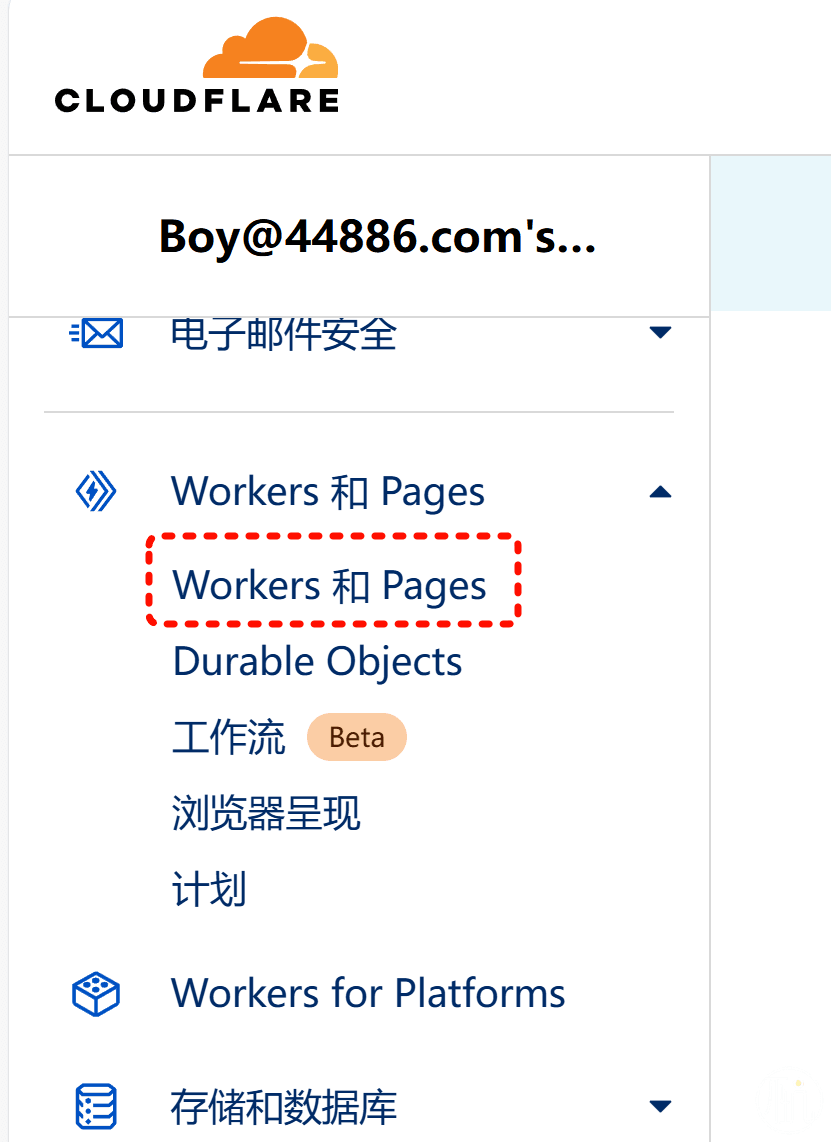 CLOUDFLARE
Boy@44886.com's...
电子邮件安全
Workers 和 Pages
Workers 和 Pages
Durable Objects
工作流 Beta
浏览器呈现
计划
Workers for Platforms
存储和数据库